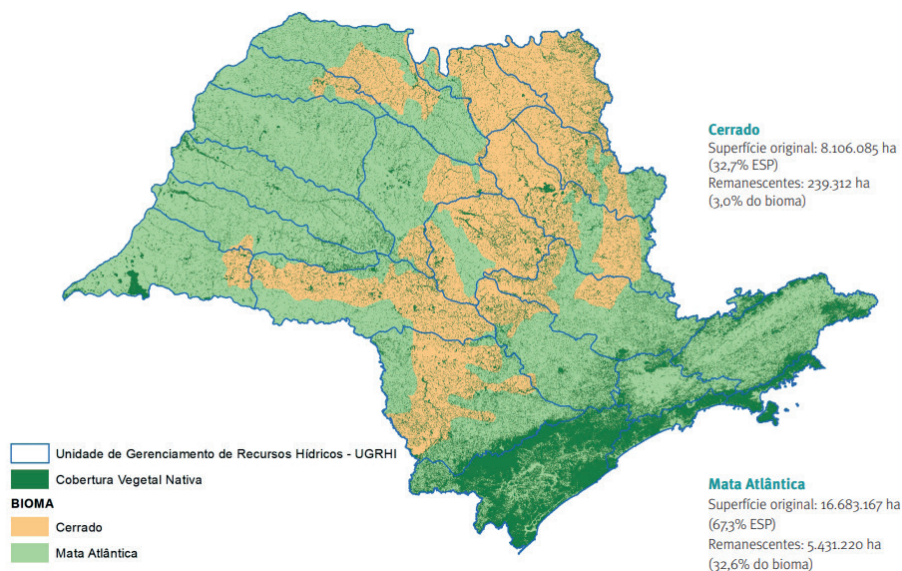 Cerrado
Superfície original: 8.106.085 ha
(32,7% ESP)
Remanescentes: 239.312 ha
(3,0% do bioma)
Unidade de Gerenciamento de Recursos Hídricos - UGRHI
Cobertura Vegetal Nativa
BIOMA
Cerrado
Mata Atlântica
Mata Atlântica
Superfície original: 16.683.167 ha
(67,3% ESP)
Remanescentes: 5.431.220 ha
(32,6% do bioma)